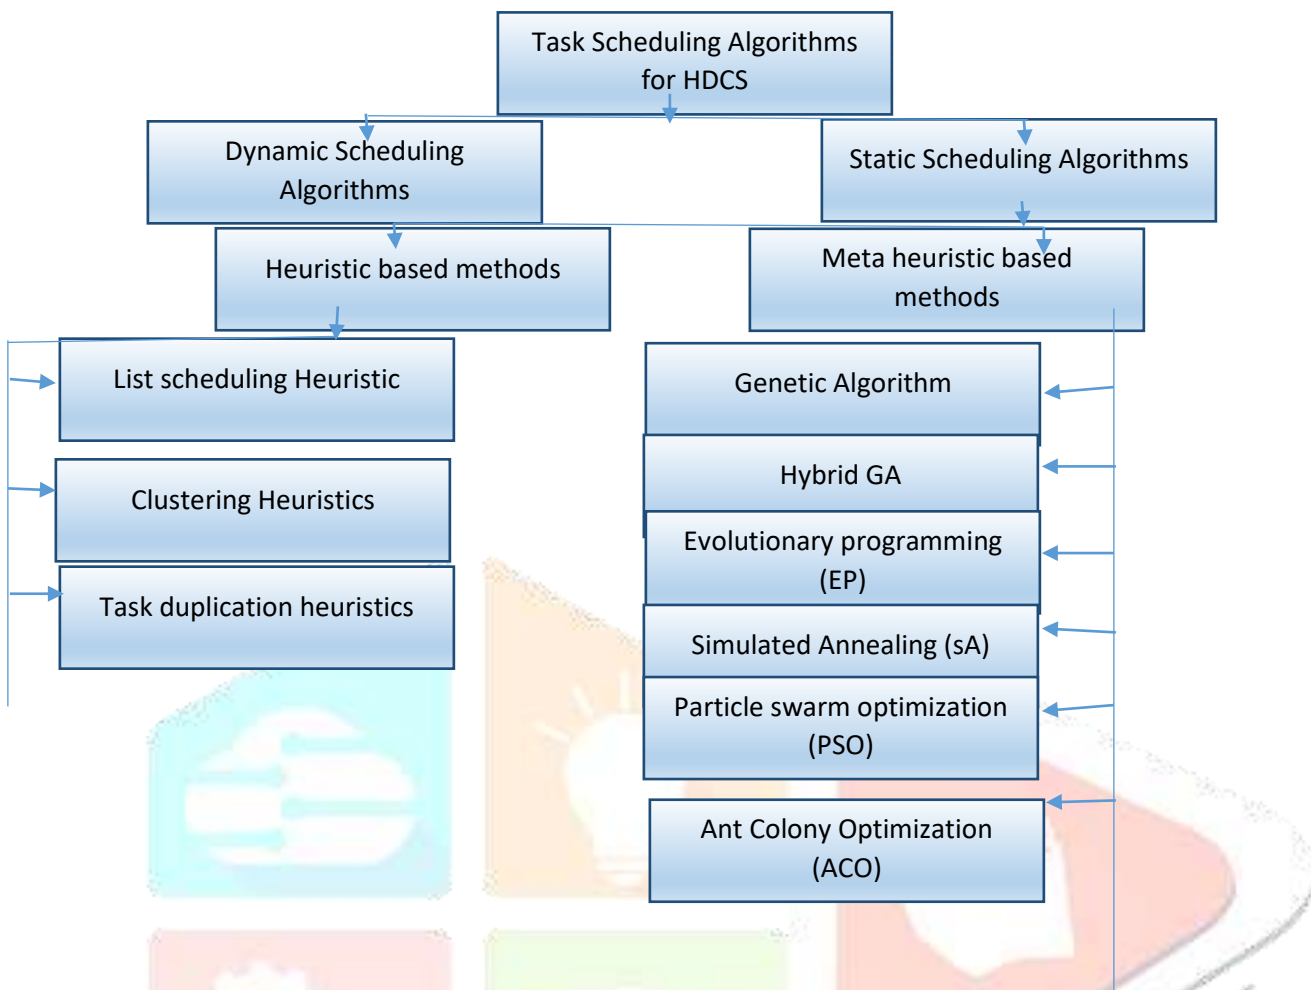 Task Scheduling Algorithms
for HDCS
Dynamic Scheduling
Algorithms
Static Scheduling Algorithms
Heuristic based methods
Meta heuristic based
methods
List scheduling Heuristic
Clustering Heuristics
Task duplication heuristics
Genetic Algorithm
Hybrid GA
Evolutionary programming
(EP)
Simulated Annealing (sA)
Particle swarm optimization
(PSO)
Ant Colony Optimization
(ACO)